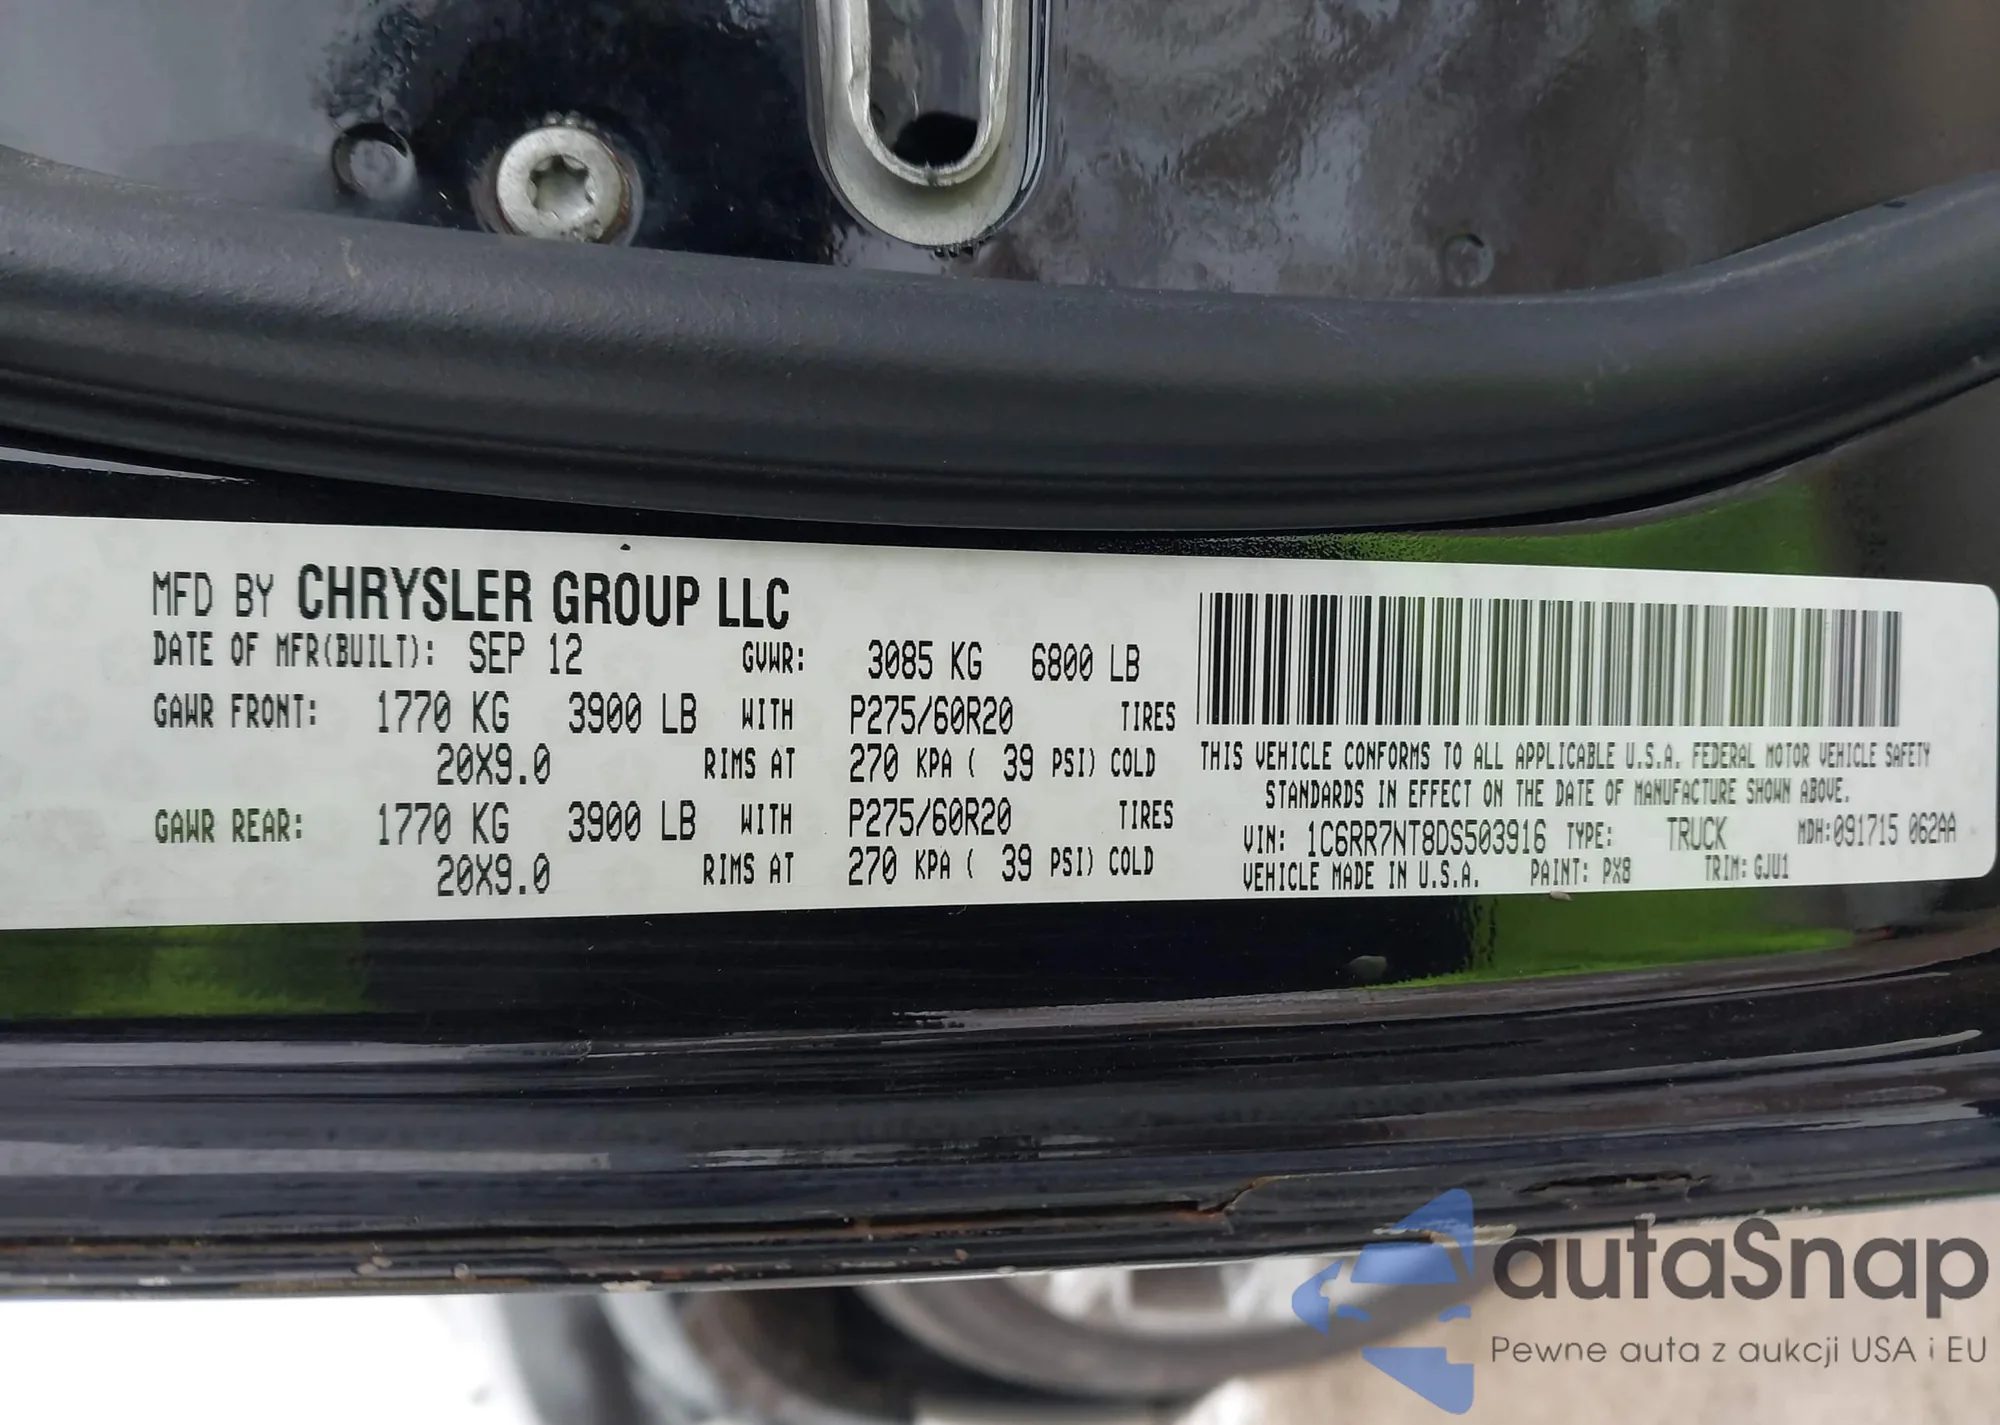 MFD BY CHRYSLER GROUP LLC
DATE OF MFR(BUILT): SEP 12 GVWR: 3085 KG 6800 LB
GAWR FRONT: 1770 KG 3900 LB WITH P275/60R20 TIRES
20X9.0 RIMS AT 270 KPA ( 39 PSI) COLD
GAWR REAR: 1770 KG 3900 LB WITH P275/60R20 TIRES
20X9.0 RIMS AT 270 KPA ( 39 PSI) COLD
THIS VEHICLE CONFORMS TO ALL APPLICABLE U.S.A. FEDERAL MOTOR VEHICLE SAFETY
STANDARDS IN EFFECT ON THE DATE OF MANUFACTURE SHOWN ABOVE.
VIN: 1C6RR7NT8DS503916 TYPE: TRUCK MDH:091715 062AA
VEHICLE MADE IN U.S.A. PAINT: PX8 TRIM: GJU1
autaSnap
Pewne auta z aukcji USA i EU